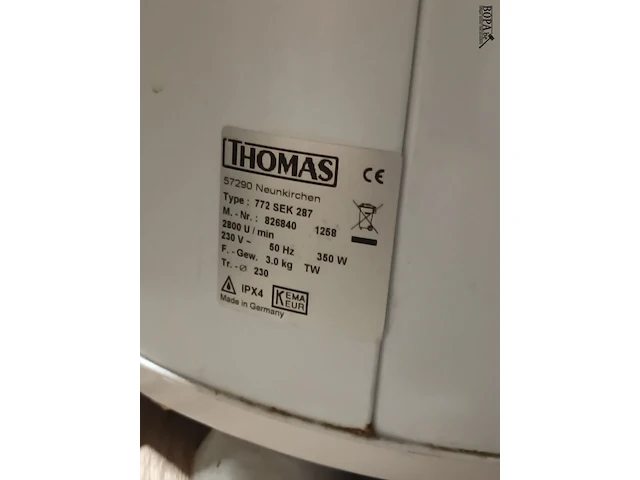 BOPA
THOMAS
CE
57290 Neunkirchen
Type : 772 SEK 287
M. - Nr. : 826840 1258
2800 U / min
230 V ~ 50 Hz 350 W
F. - Gew. 3.0 kg TW
Tr. - ⌀ 230
IPX4 KEMA KEUR
Made in Germany